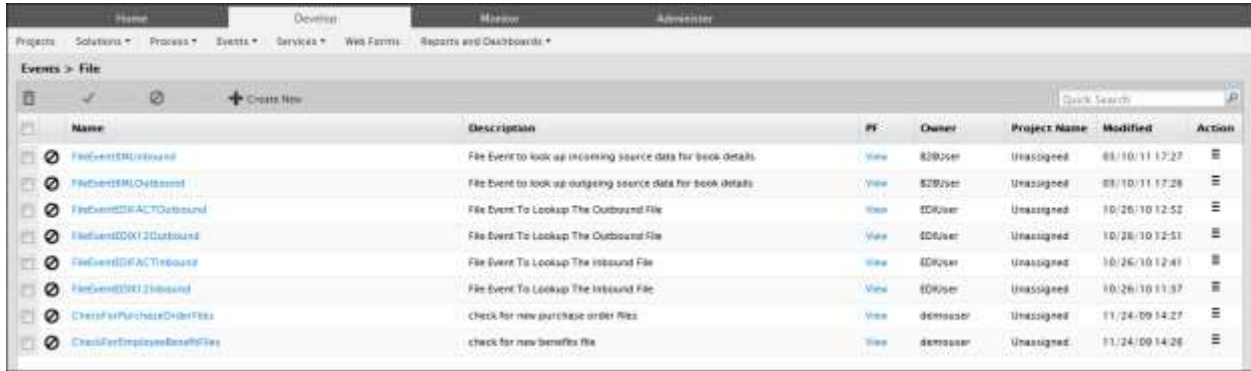 Home Develop Monitor Administer
Projects Solutions Process Events Services Web Forms Reports and Dashboards
Events > File
Create New Quick Search
Name Description PF Owner Project Name Modified Action
FileEventXMLInbound File Event to look up incoming source data for book details View B2BUser Unassigned 03/10/11 17:27
FileEventXMLOutbound File Event to look up outgoing source data for book details View B2BUser Unassigned 03/10/11 17:26
FileEventEDIFACTOutbound File Event To Lookup The Outbound File View EDIUser Unassigned 10/26/10 12:52
FileEventEDIX12Outbound File Event To Lookup The Outbound File View EDIUser Unassigned 10/26/10 12:51
FileEventEDIFACTInbound File Event To Lookup The Inbound File View EDIUser Unassigned 10/26/10 12:41
FileEventEDIX12Inbound File Event To Lookup The Inbound File View EDIUser Unassigned 10/26/10 11:37
CheckForPurchaseOrderFiles check for new purchase order files View demouser Unassigned 11/24/09 14:27
CheckForEmployeeBenefitFiles check for new benefits file View demouser Unassigned 11/24/09 14:26